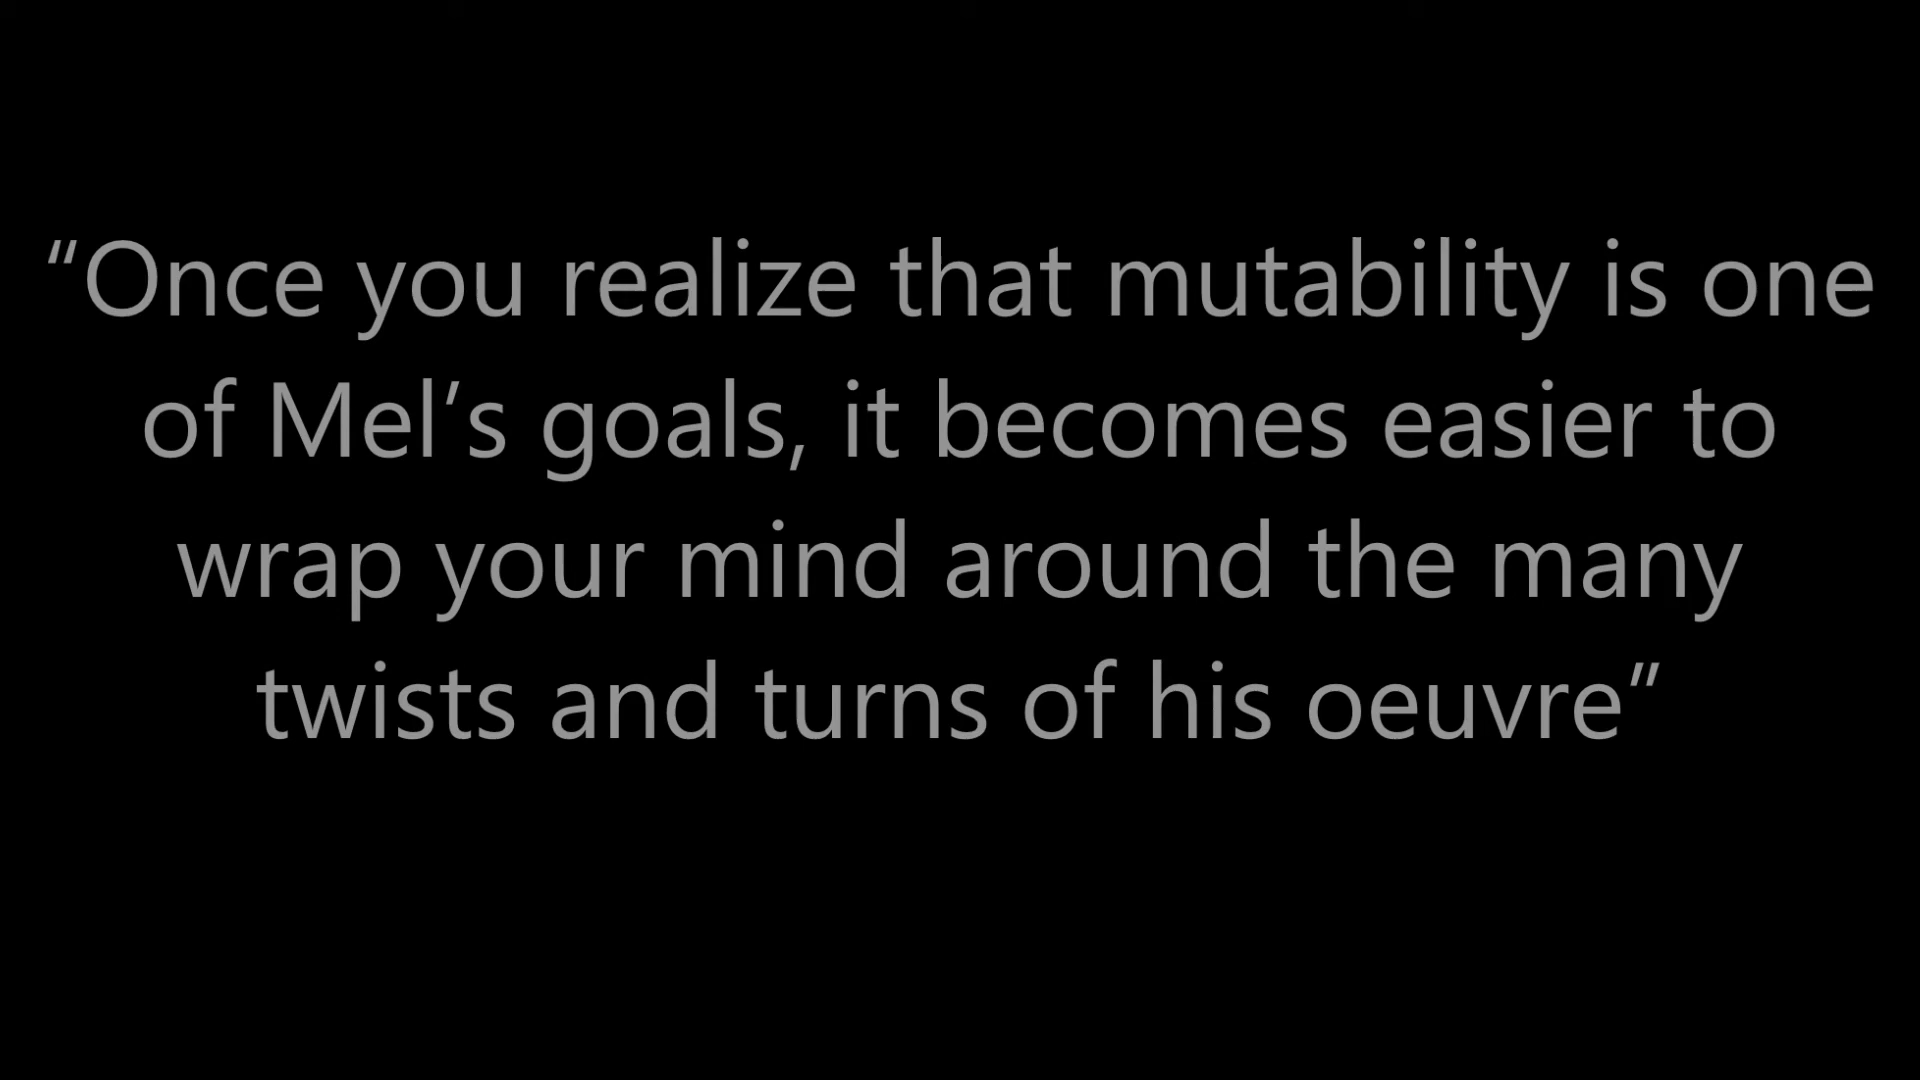 “Once you realize that mutability is one
of Mel’s goals, it becomes easier to
wrap your mind around the many
twists and turns of his oeuvre”